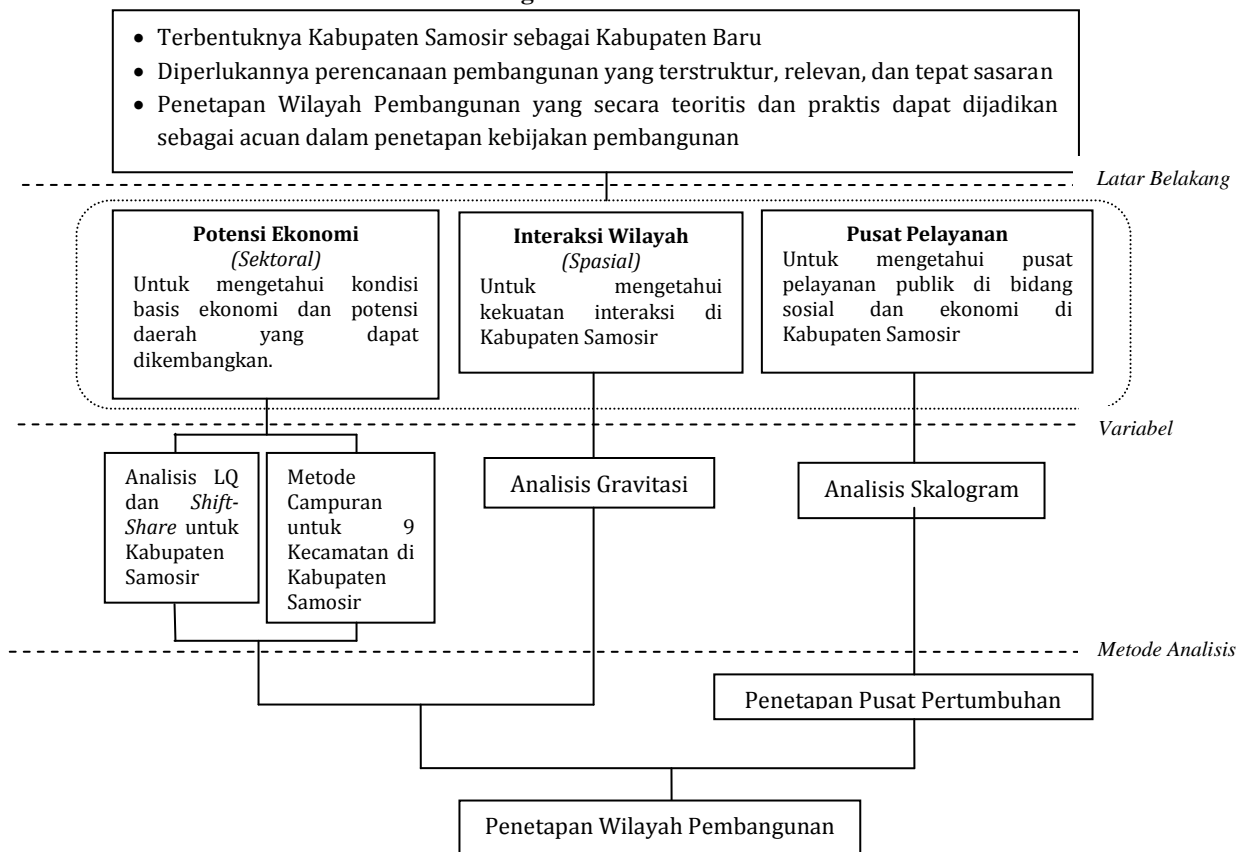 • Terbentuknya Kabupaten Samosir sebagai Kabupaten Baru
• Diperlukannya perencanaan pembangunan yang terstruktur, relevan, dan tepat sasaran
• Penetapan Wilayah Pembangunan yang secara teoritis dan praktis dapat dijadikan
sebagai acuan dalam penetapan kebijakan pembangunan
Latar Belakang
Potensi Ekonomi
(Sektoral)
Untuk mengetahui kondisi
basis ekonomi dan potensi
daerah yang dapat
dikembangkan.
Interaksi Wilayah
(Spasial)
Untuk mengetahui
kekuatan interaksi di
Kabupaten Samosir
Pusat Pelayanan
Untuk mengetahui pusat
pelayanan publik di bidang
sosial dan ekonomi di
Kabupaten Samosir
Variabel
Analisis LQ
dan Shift-
Share untuk
Kabupaten
Samosir
Metode
Campuran
untuk 9
Kecamatan di
Kabupaten
Samosir
Analisis Gravitasi
Analisis Skalogram
Metode Analisis
Penetapan Pusat Pertumbuhan
Penetapan Wilayah Pembangunan